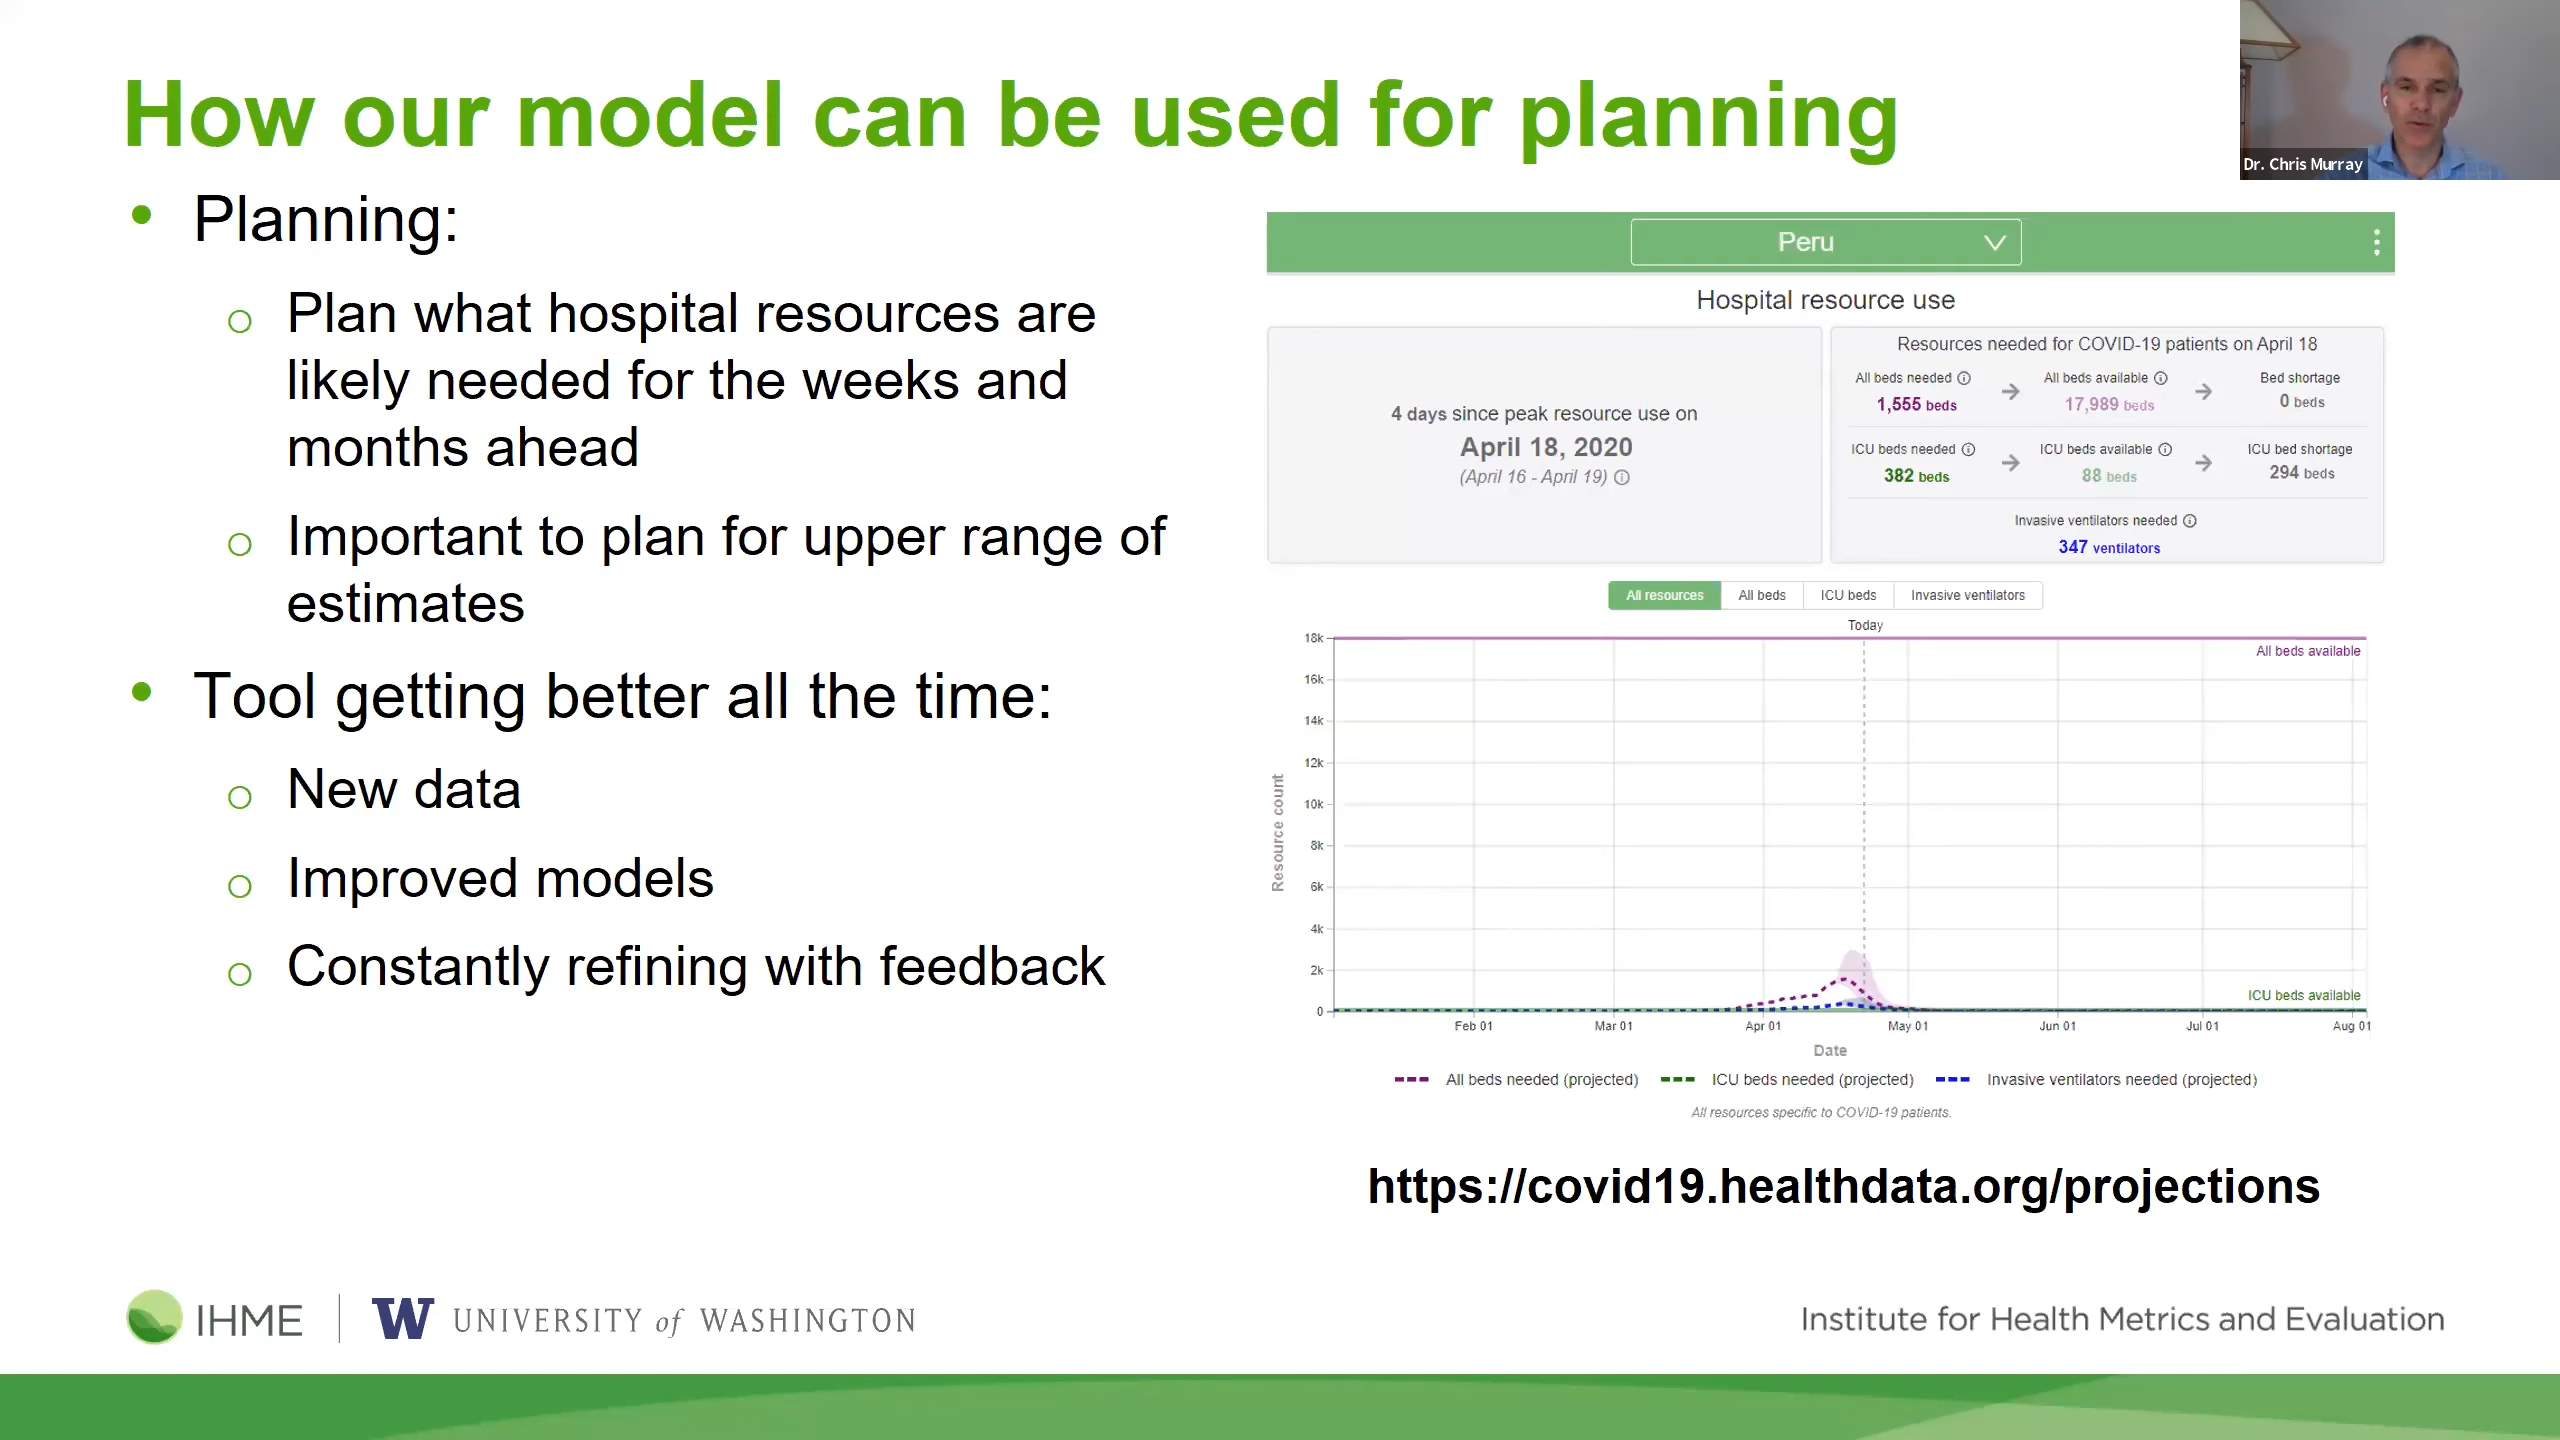 How our model can be used for planning
Dr. Chris Murray
• Planning:
o Plan what hospital resources are
likely needed for the weeks and
months ahead
o Important to plan for upper range of
estimates
• Tool getting better all the time:
o New data
o Improved models
o Constantly refining with feedback
Peru
Hospital resource use
4 days since peak resource use on
April 18, 2020
(April 16 - April 19)
Resources needed for COVID-19 patients on April 18
All beds needed All beds available Bed shortage
1,555 beds 17,989 beds 0 beds
ICU beds needed ICU beds available ICU bed shortage
382 beds 88 beds 294 beds
Invasive ventilators needed
347 ventilators
All resources All beds ICU beds Invasive ventilators
Today
18k
All beds available
16k
14k
12k
10k
Resource count
8k
6k
4k
2k
ICU beds available
0
Feb 01 Mar 01 Apr 01 May 01 Jun 01 Jul 01 Aug 01
Date
All beds needed (projected) ICU beds needed (projected) Invasive ventilators needed (projected)
All resources specific to COVID-19 patients.
https://covid19.healthdata.org/projections
IHME W UNIVERSITY of WASHINGTON
Institute for Health Metrics and Evaluation